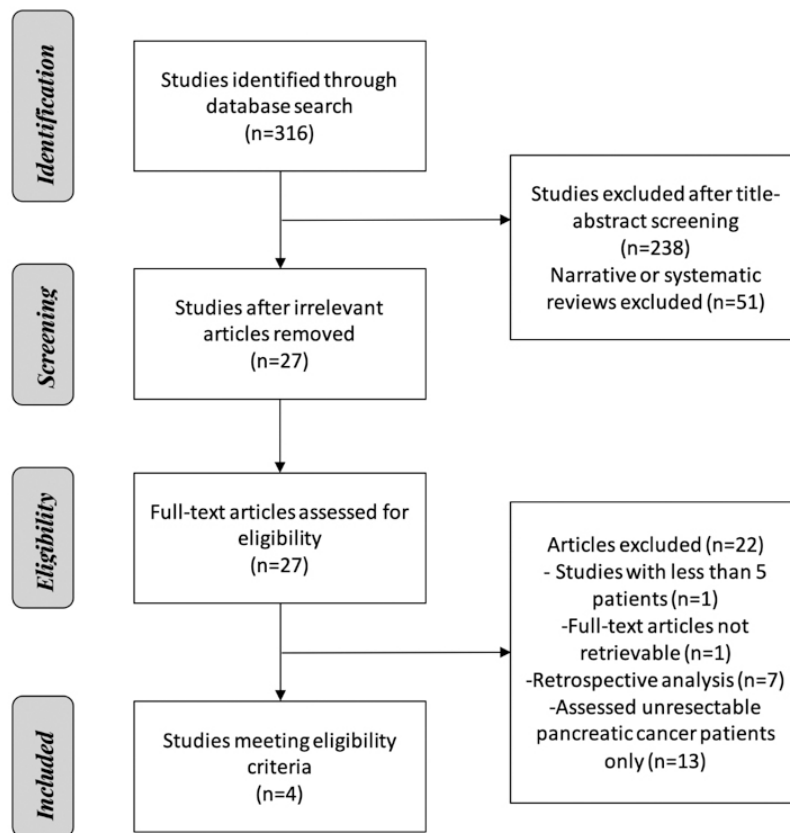 Identification
Studies identified through
database search
(n=316)
Studies excluded after title-
abstract screening
(n=238)
Narrative or systematic
reviews excluded (n=51)
Screening
Studies after irrelevant
articles removed
(n=27)
Eligibility
Full-text articles assessed for
eligibility
(n=27)
Articles excluded (n=22)
- Studies with less than 5
patients (n=1)
-Full-text articles not
retrievable (n=1)
-Retrospective analysis (n=7)
-Assessed unresectable
pancreatic cancer patients
only (n=13)
Included
Studies meeting eligibility
criteria
(n=4)